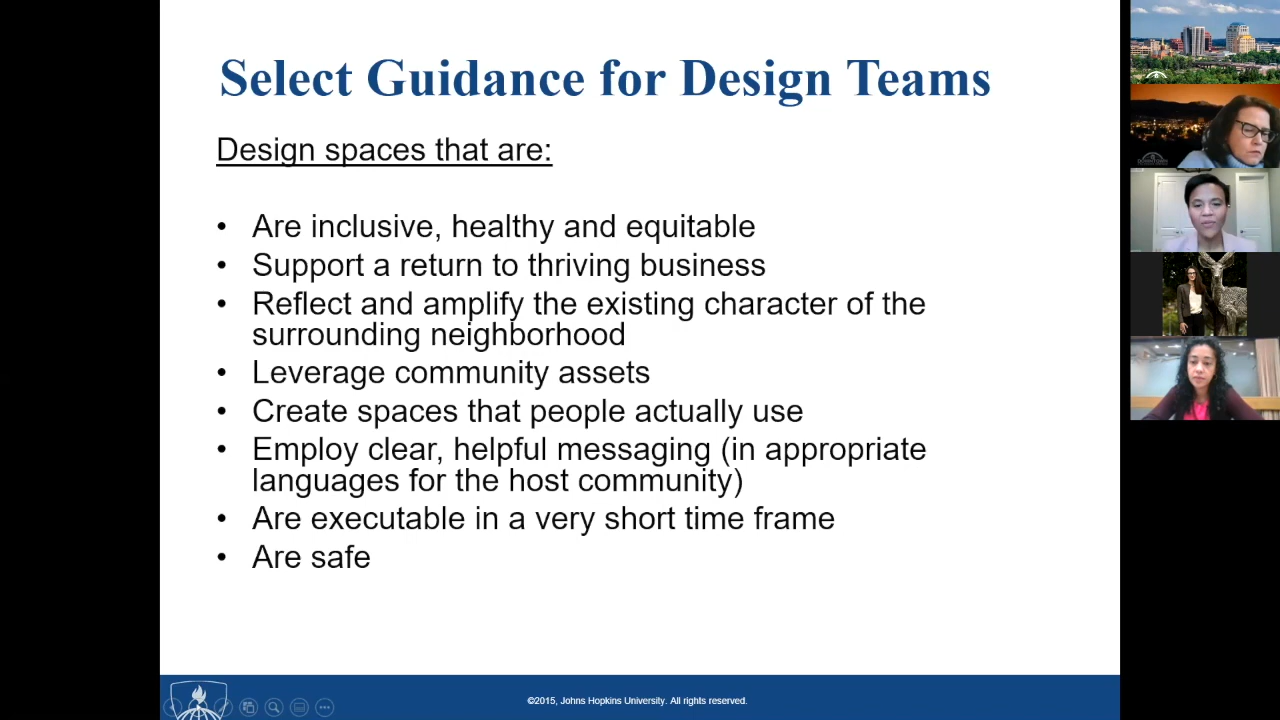 Select Guidance for Design Teams
Design spaces that are:
• Are inclusive, healthy and equitable
• Support a return to thriving business
• Reflect and amplify the existing character of the
surrounding neighborhood
• Leverage community assets
• Create spaces that people actually use
• Employ clear, helpful messaging (in appropriate
languages for the host community)
• Are executable in a very short time frame
• Are safe
©2015, Johns Hopkins University. All rights reserved.